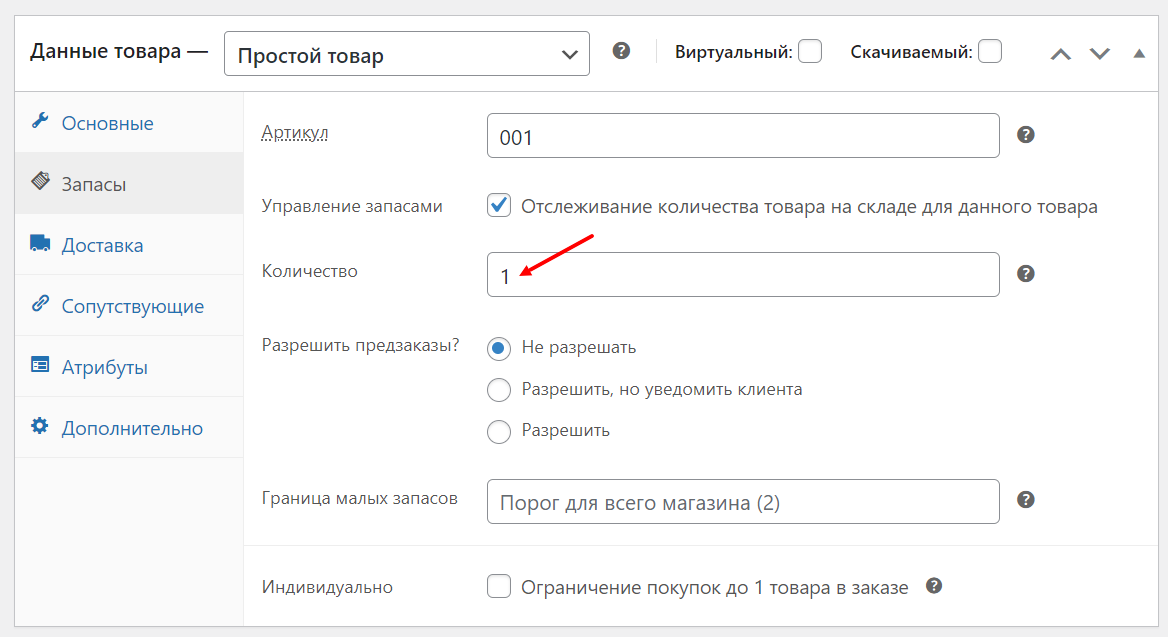 Данные товара —
Простой товар
?
Виртуальный:
Скачиваемый:
Основные
Запасы
Доставка
Сопутствующие
Атрибуты
Дополнительно
Артикул
001
?
Управление запасами
Отслеживание количества товара на складе для данного товара
Количество
1
?
Разрешить предзаказы?
Не разрешать
Разрешить, но уведомить клиента
Разрешить
Граница малых запасов
Порог для всего магазина (2)
?
Индивидуально
Ограничение покупок до 1 товара в заказе
?